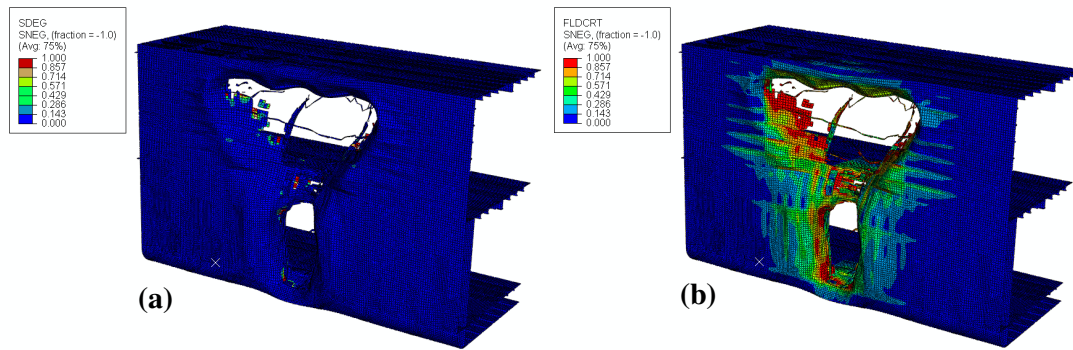 SDEG
SNEG, (fraction = -1.0)
(Avg: 75%)
1.000
0.857
0.714
0.571
0.429
0.286
0.143
0.000
(a)
FLDCRT
SNEG, (fraction = -1.0)
(Avg: 75%)
1.000
0.857
0.714
0.571
0.429
0.286
0.143
0.000
(b)